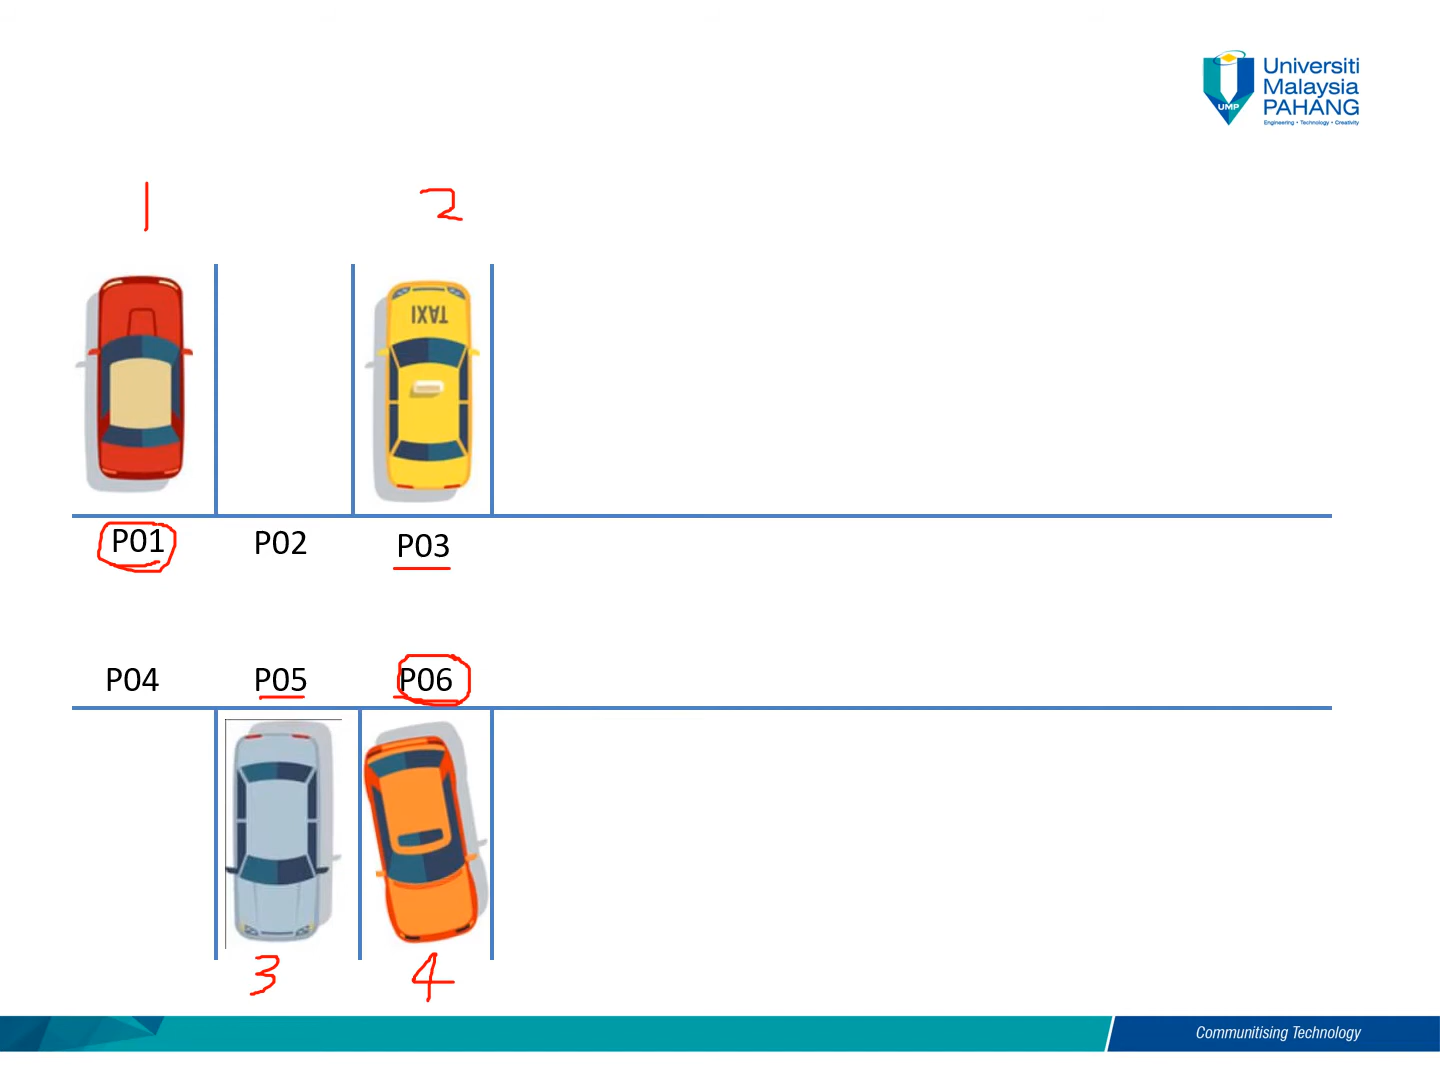 Universiti
Malaysia
PAHANG
Engineering • Technology • Creativity
UMP
1 2
TAXI
P01 P02 P03
P04 P05 P06
3 4
Communitising Technology